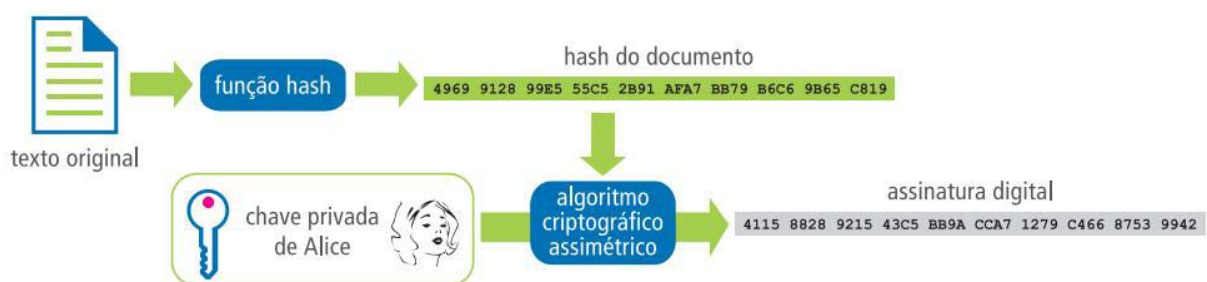 hash do documento
função hash
4969 9128 99E5 55C5 2B91 AFA7 BB79 B6C6 9B65 C819
texto original
chave privada
de Alice
algoritmo
criptográfico
assimétrico
assinatura digital
4115 8828 9215 43C5 BB9A CCA7 1279 C466 8753 9942